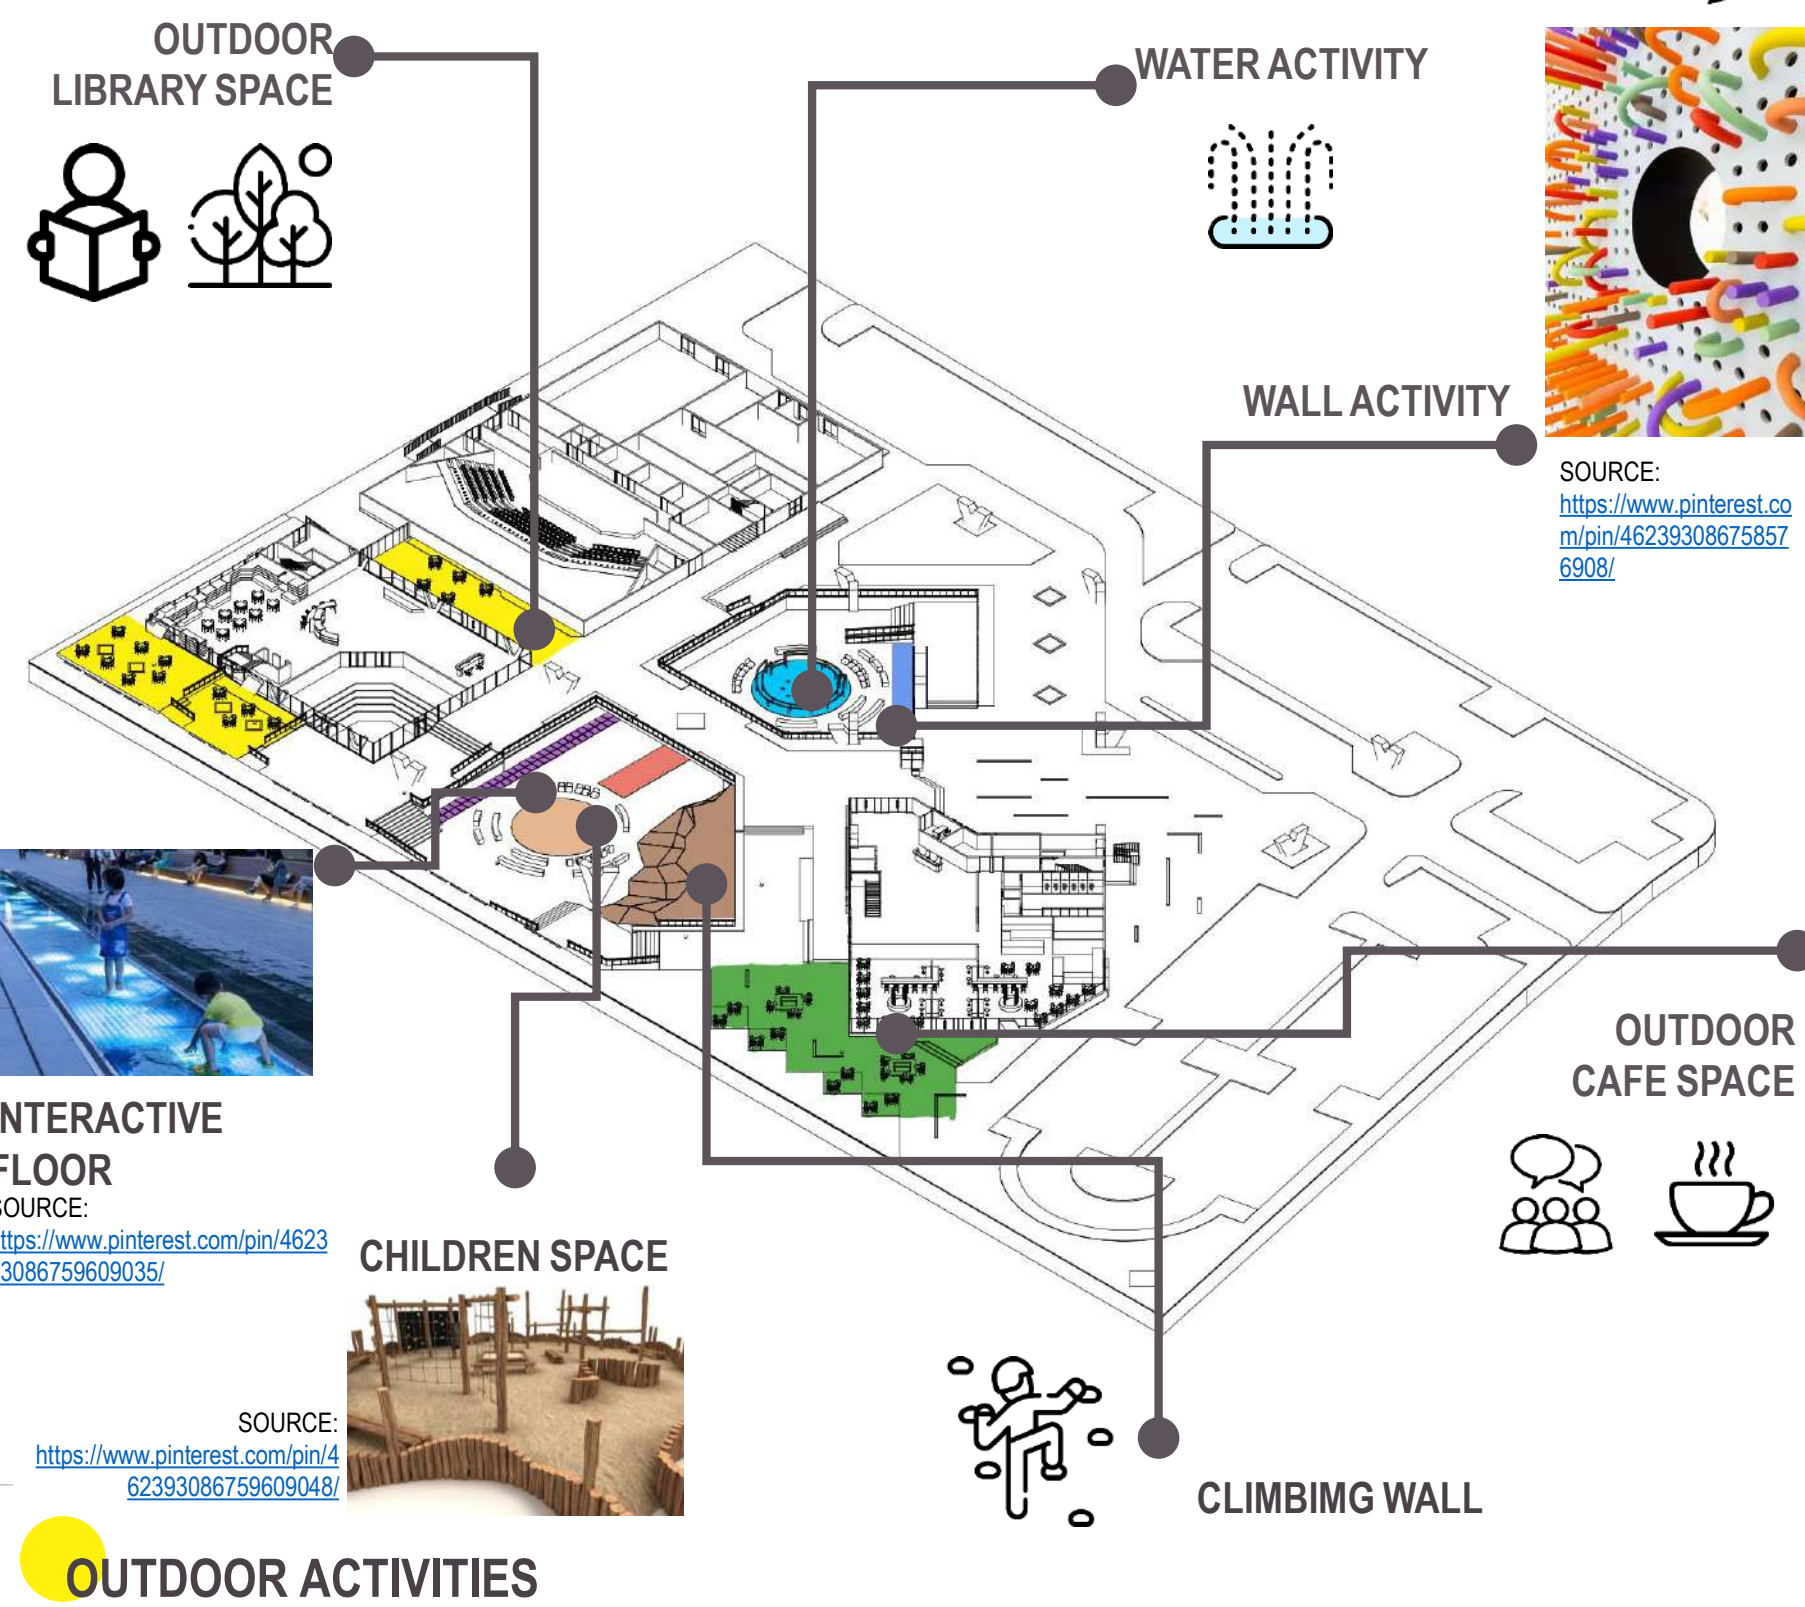 OUTDOOR
LIBRARY SPACE
WATER ACTIVITY
WALL ACTIVITY
SOURCE:
https://www.pinterest.co
m/pin/46239308675857
6908/
OUTDOOR
CAFE SPACE
NTERACTIVE
FLOOR
SOURCE:
ttps://www.pinterest.com/pin/4623
3086759609035/
CHILDREN SPACE
SOURCE:
https://www.pinterest.com/pin/4
62393086759609048/
CLIMBIMG WALL
OUTDOOR ACTIVITIES